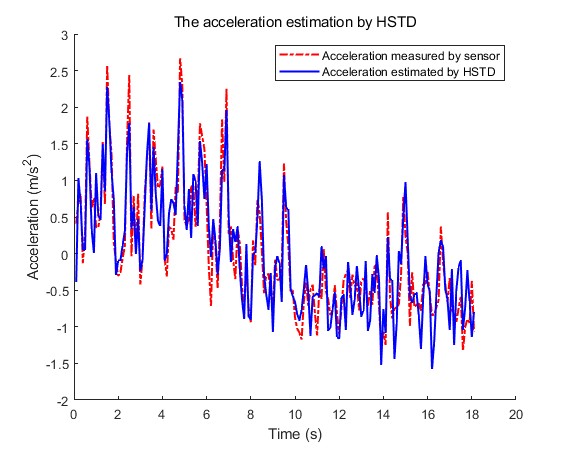 The acceleration estimation by HSTD
Acceleration measured by sensor
Acceleration estimated by HSTD
Acceleration (m/s²)
3
2.5
2
1.5
1
0.5
0
-0.5
-1
-1.5
-2
0 2 4 6 8 10 12 14 16 18 20
Time (s)